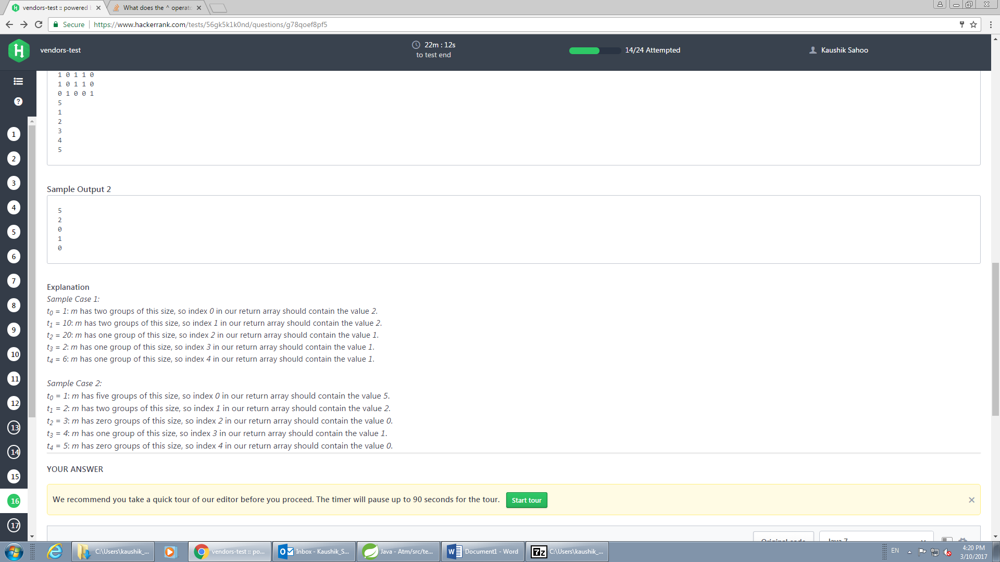 vendors-test :: powered
What does the ^ operat
Secure
https://www.hackerrank.com/tests/56gk5k1k0nd/questions/g78qoef8pf5
H
vendors-test
22m : 12s
to test end
14/24 Attempted
Kaushik Sahoo
?
1
2
3
4
5
6
7
8
9
10
11
12
13
14
15
16
17
1 0 1 1 0
1 0 1 1 0
0 1 0 0 1
5
1
2
3
4
5
Sample Output 2
5
2
0
1
0
Explanation
Sample Case 1:
t0 = 1: m has two groups of this size, so index 0 in our return array should contain the value 2.
t1 = 10: m has two groups of this size, so index 1 in our return array should contain the value 2.
t2 = 20: m has one group of this size, so index 2 in our return array should contain the value 1.
t3 = 2: m has one group of this size, so index 3 in our return array should contain the value 1.
t4 = 6: m has one group of this size, so index 4 in our return array should contain the value 1.
Sample Case 2:
t0 = 1: m has five groups of this size, so index 0 in our return array should contain the value 5.
t1 = 2: m has two groups of this size, so index 1 in our return array should contain the value 2.
t2 = 3: m has zero groups of this size, so index 2 in our return array should contain the value 0.
t3 = 4: m has one group of this size, so index 3 in our return array should contain the value 1.
t4 = 5: m has zero groups of this size, so index 4 in our return array should contain the value 0.
YOUR ANSWER
We recommend you take a quick tour of our editor before you proceed. The timer will pause up to 90 seconds for the tour.
Start tour
Original code
Java 7
C:\Users\kaushik_...
vendors-test :: po...
Inbox - Kaushik_S...
Java - Atm/src/te...
Document1 - Word
C:\Users\kaushik_...
EN
4:20 PM
3/10/2017